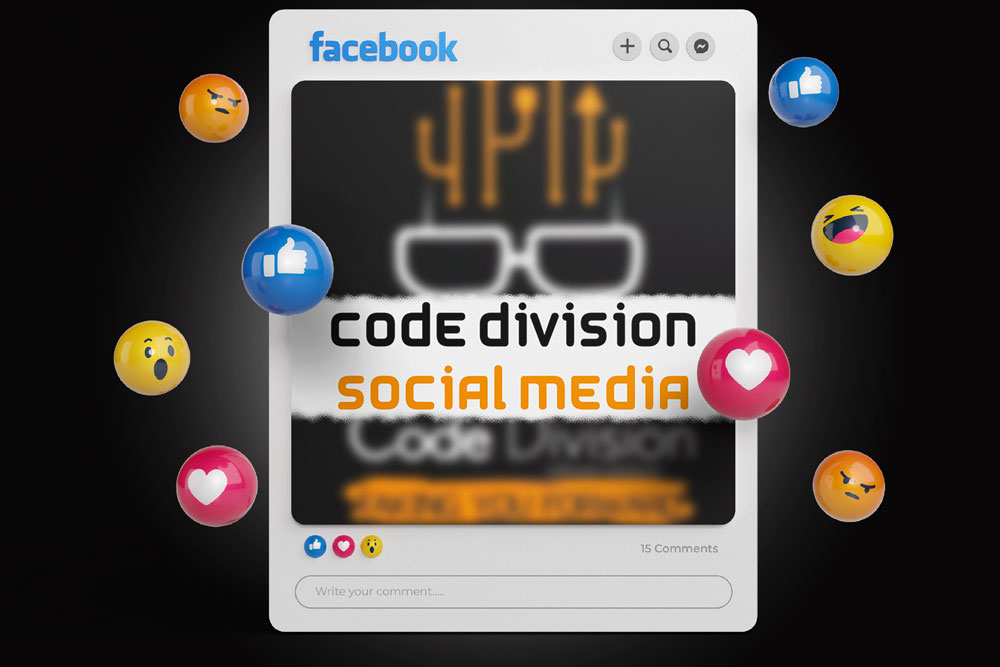 facebook
code division
social media
Code Division
15 Comments
Write your comment.....